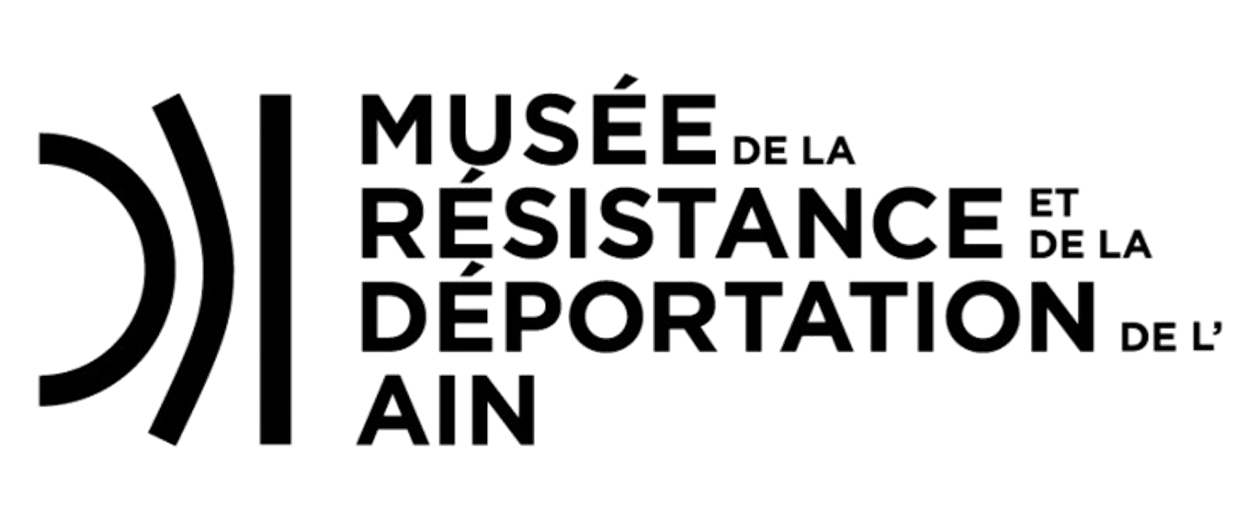 MUSÉE DE LA
RÉSISTANCE ET DE LA
DÉPORTATION DE L’
AIN